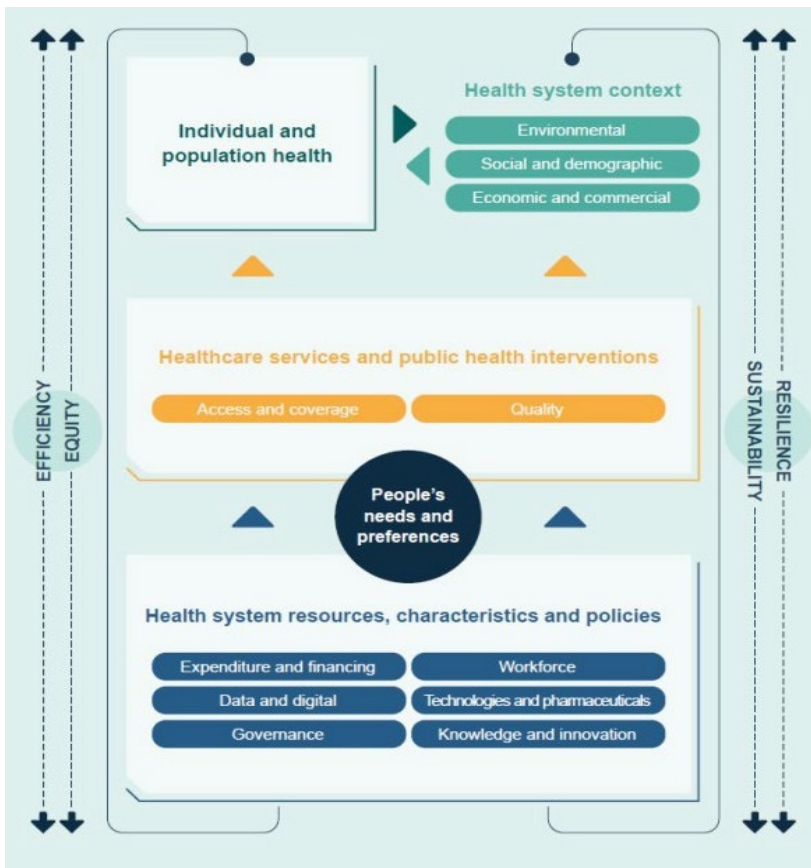 Individual and
population health
Health system context
Environmental
Social and demographic
Economic and commercial
Healthcare services and public health interventions
Access and coverage
Quality
EFFICIENCY
EQUITY
SUSTAINABILITY
RESILIENCE
People's
needs and
preferences
Health system resources, characteristics and policies
Expenditure and financing
Workforce
Data and digital
Technologies and pharmaceuticals
Governance
Knowledge and innovation